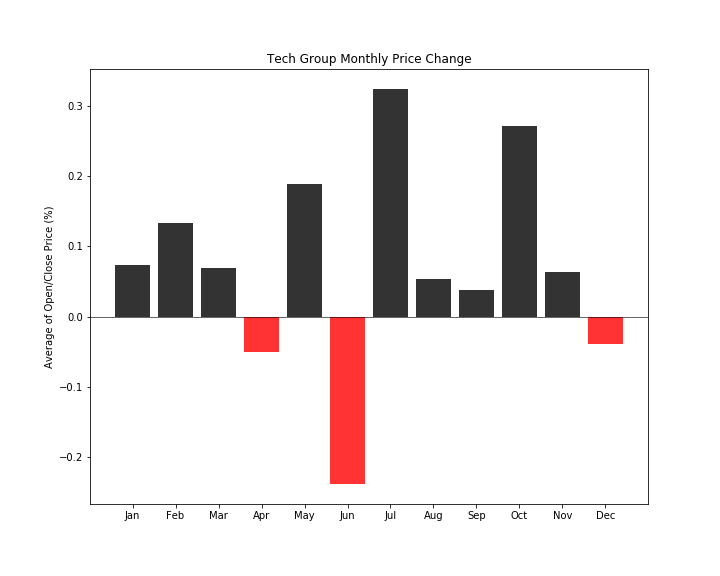 Tech Group Monthly Price Change
Average of Open/Close Price (%)
0.3
0.2
0.1
0.0
−0.1
−0.2
Jan Feb Mar Apr May Jun Jul Aug Sep Oct Nov Dec